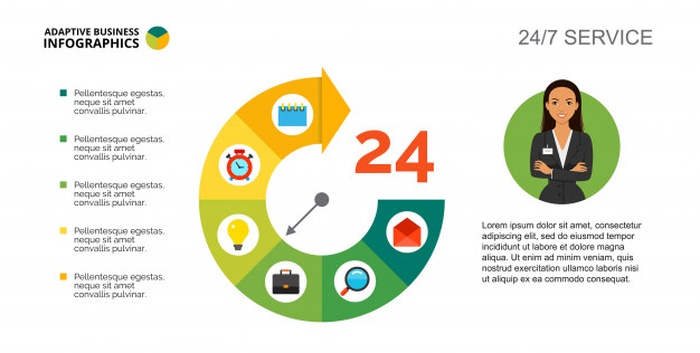 ADAPTIVE BUSINESS
INFOGRAPHICS
24/7 SERVICE
Pellentesque egestas,
neque sit amet
convallis pulvinar.
Pellentesque egestas,
neque sit amet
convallis pulvinar.
Pellentesque egestas,
neque sit amet
convallis pulvinar.
Pellentesque egestas,
neque sit amet
convallis pulvinar.
Pellentesque egestas,
neque sit amet
convallis pulvinar.
24
Lorem ipsum dolor sit amet, consectetur
adipiscing elit, sed do eiusmod tempor
incididunt ut labore et dolore magna
aliqua. Ut enim ad minim veniam, quis
nostrud exercitation ullamco laboris nisi
ut aliquip ex ea commodo consequat.